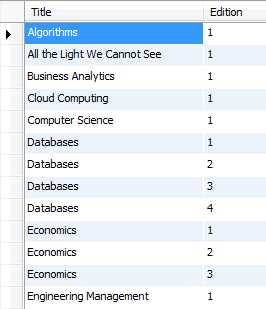 Title Edition
Algorithms 1
All the Light We Cannot See 1
Business Analytics 1
Cloud Computing 1
Computer Science 1
Databases 1
Databases 2
Databases 3
Databases 4
Economics 1
Economics 2
Economics 3
Engineering Management 1